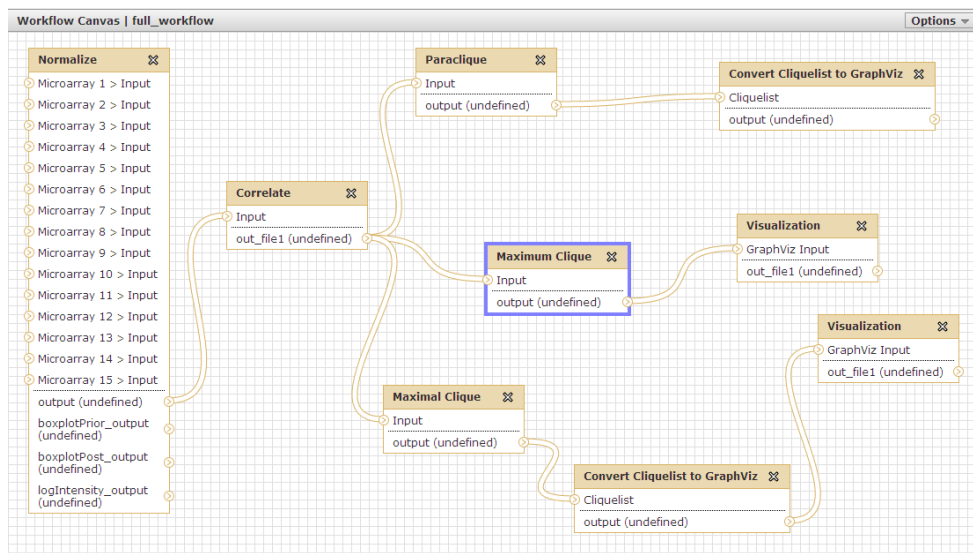 Workflow Canvas | full_workflow
Options
Normalize
Microarray 1 > Input
Microarray 2 > Input
Microarray 3 > Input
Microarray 4 > Input
Microarray 5 > Input
Microarray 6 > Input
Microarray 7 > Input
Microarray 8 > Input
Microarray 9 > Input
Microarray 10 > Input
Microarray 11 > Input
Microarray 12 > Input
Microarray 13 > Input
Microarray 14 > Input
Microarray 15 > Input
output (undefined)
boxplotPrior_output
(undefined)
boxplotPost_output
(undefined)
logIntensity_output
(undefined)
Correlate
Input
out_file1 (undefined)
Paraclique
Input
output (undefined)
Convert Cliquelist to GraphViz
Cliquelist
output (undefined)
Maximum Clique
Input
output (undefined)
Visualization
GraphViz Input
out_file1 (undefined)
Visualization
GraphViz Input
out_file1 (undefined)
Maximal Clique
Input
output (undefined)
Convert Cliquelist to GraphViz
Cliquelist
output (undefined)